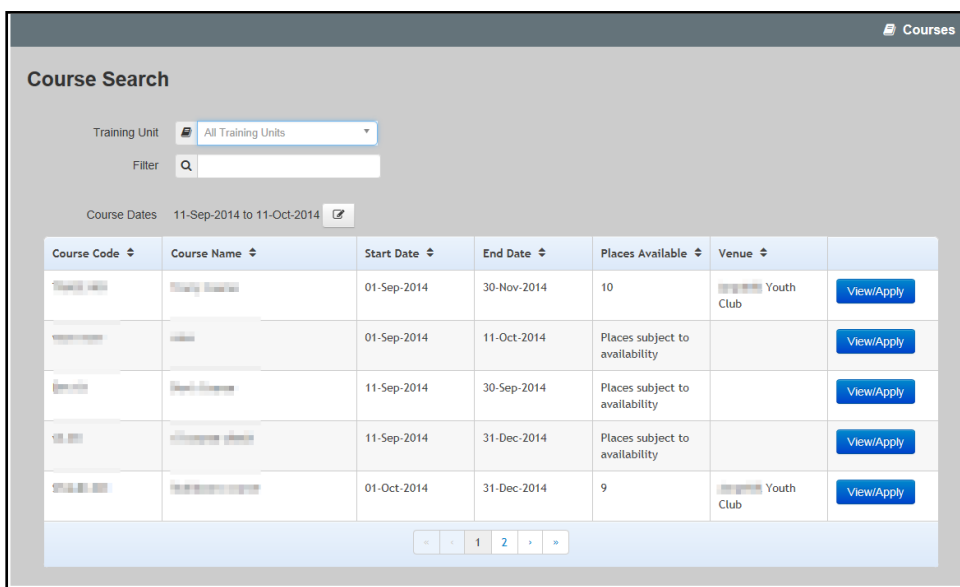 Courses
Course Search
Training Unit All Training Units
Filter
Course Dates 11-Sep-2014 to 11-Oct-2014
Course Code Course Name Start Date End Date Places Available Venue
01-Sep-2014 30-Nov-2014 10 Youth
Club
View/Apply
01-Sep-2014 11-Oct-2014 Places subject to
availability
View/Apply
11-Sep-2014 30-Sep-2014 Places subject to
availability
View/Apply
11-Sep-2014 31-Dec-2014 Places subject to
availability
View/Apply
01-Oct-2014 31-Dec-2014 9 Youth
Club
View/Apply
« ‹ 1 2 › »